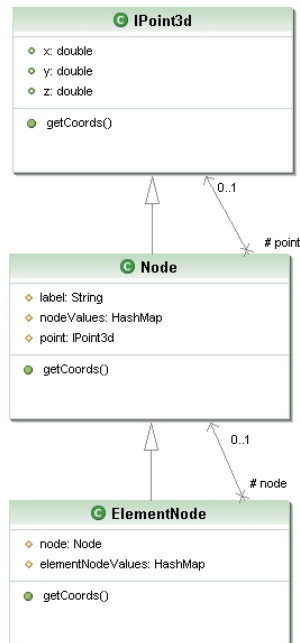 C IPoint3d
x: double
y: double
z: double
getCoords()
0..1
# point
C Node
label: String
nodeValues: HashMap
point: IPoint3d
getCoords()
0..1
# node
C ElementNode
node: Node
elementNodeValues: HashMap
getCoords()